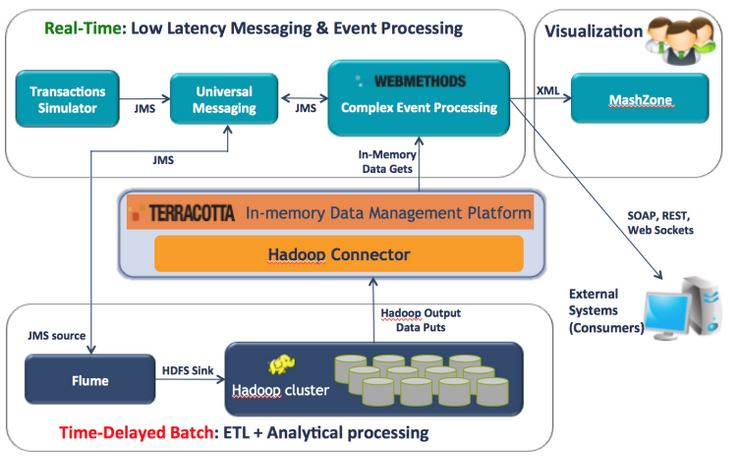 Real-Time: Low Latency Messaging & Event Processing
Visualization
Transactions
Simulator
JMS
Universal
Messaging
JMS
WEBMETHODS
Complex Event Processing
XML
MashZone
JMS
In-Memory
Data Gets
TERRACOTTA In-memory Data Management Platform
Hadoop Connector
SOAP, REST,
Web Sockets
Hadoop Output
Data Puts
External
Systems
(Consumers)
JMS source
Flume
HDFS Sink
Hadoop cluster
Time-Delayed Batch: ETL + Analytical processing